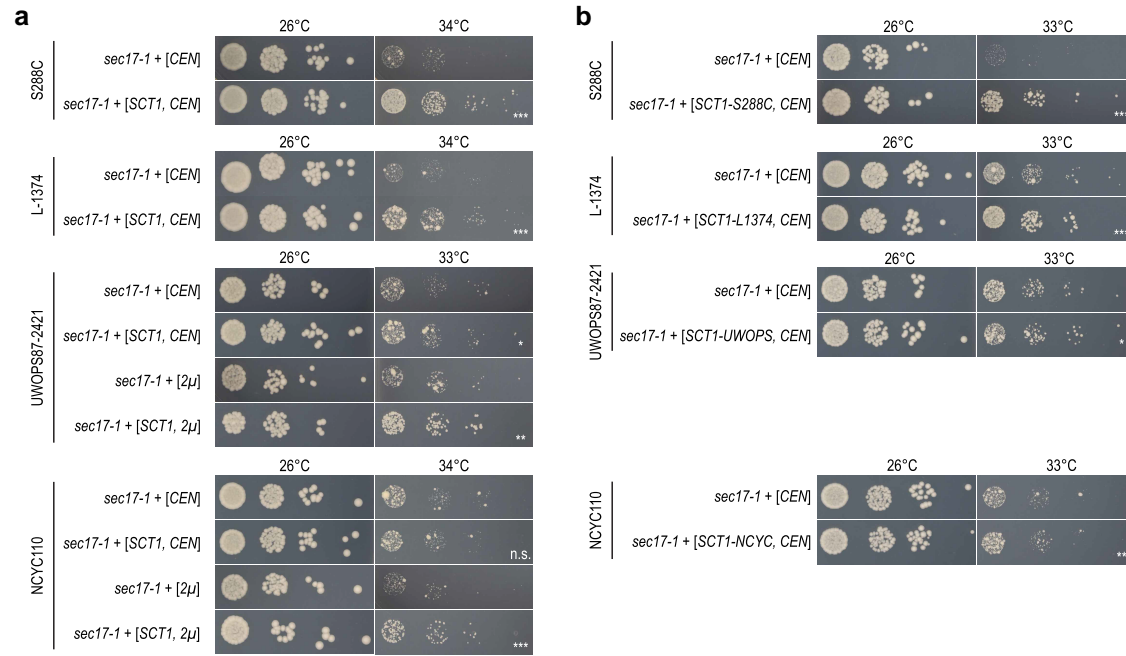 a
26°C 34°C
S288C
sec17-1 + [CEN]
sec17-1 + [SCT1, CEN]
***
26°C 34°C
L-1374
sec17-1 + [CEN]
sec17-1 + [SCT1, CEN]
***
26°C 33°C
UWOPS87-2421
sec17-1 + [CEN]
sec17-1 + [SCT1, CEN]
*
sec17-1 + [2µ]
sec17-1 + [SCT1, 2µ]
**
26°C 34°C
NCYC110
sec17-1 + [CEN]
sec17-1 + [SCT1, CEN]
n.s.
sec17-1 + [2µ]
sec17-1 + [SCT1, 2µ]
***
b
26°C 33°C
S288C
sec17-1 + [CEN]
sec17-1 + [SCT1-S288C, CEN]
***
26°C 33°C
L-1374
sec17-1 + [CEN]
sec17-1 + [SCT1-L1374, CEN]
***
26°C 33°C
UWOPS87-2421
sec17-1 + [CEN]
sec17-1 + [SCT1-UWOPS, CEN]
*
26°C 33°C
NCYC110
sec17-1 + [CEN]
sec17-1 + [SCT1-NCYC, CEN]
**